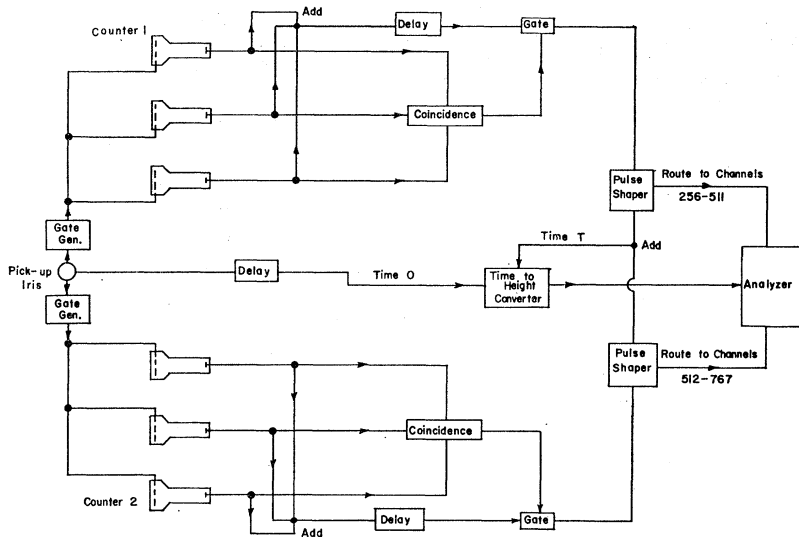 Add
Counter 1
Delay
Gate
Coincidence
Pulse
Shaper
Route to Channels
256-511
Gate
Gen.
Time T
Add
Pick-up
Iris
Delay
Time O
Time to
Height
Converter
Analyzer
Gate
Gen.
Pulse
Shaper
Route to Channels
512-767
Coincidence
Counter 2
Delay
Gate
Add